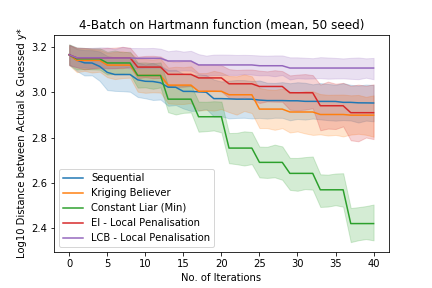 4-Batch on Hartmann function (mean, 50 seed)
Log10 Distance between Actual & Guessed y*
3.2
3.0
2.8
2.6
2.4
Sequential
Kriging Believer
Constant Liar (Min)
EI - Local Penalisation
LCB - Local Penalisation
0 5 10 15 20 25 30 35 40
No. of Iterations